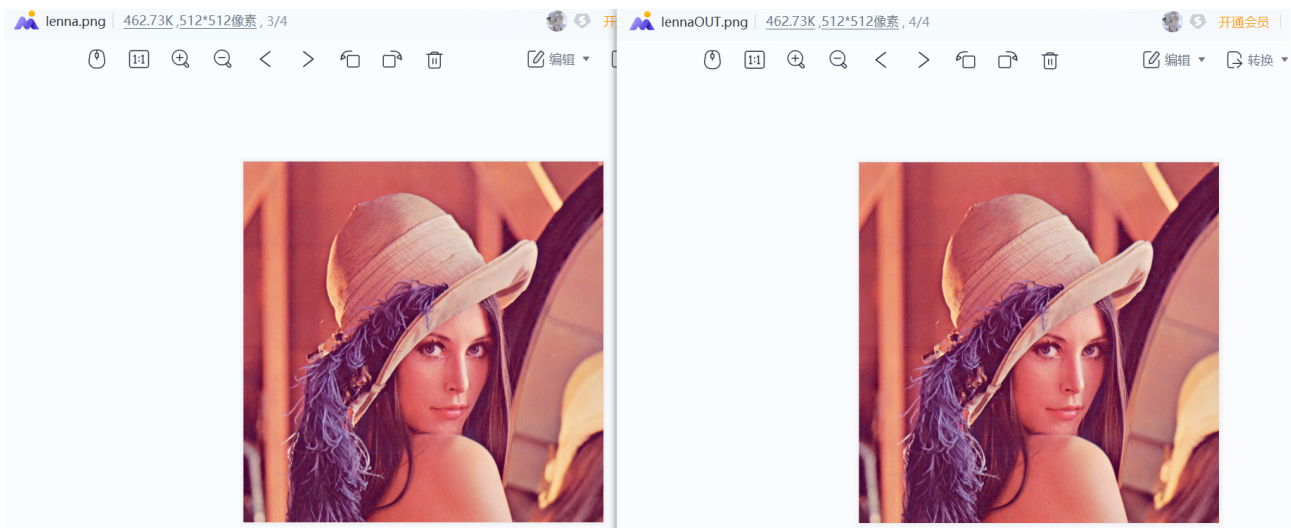 lenna.png 462.73K ,512*512像素 , 3/4 开
1:1 编辑
lennaOUT.png 462.73K ,512*512像素 , 4/4 开通会员
1:1 编辑 转换